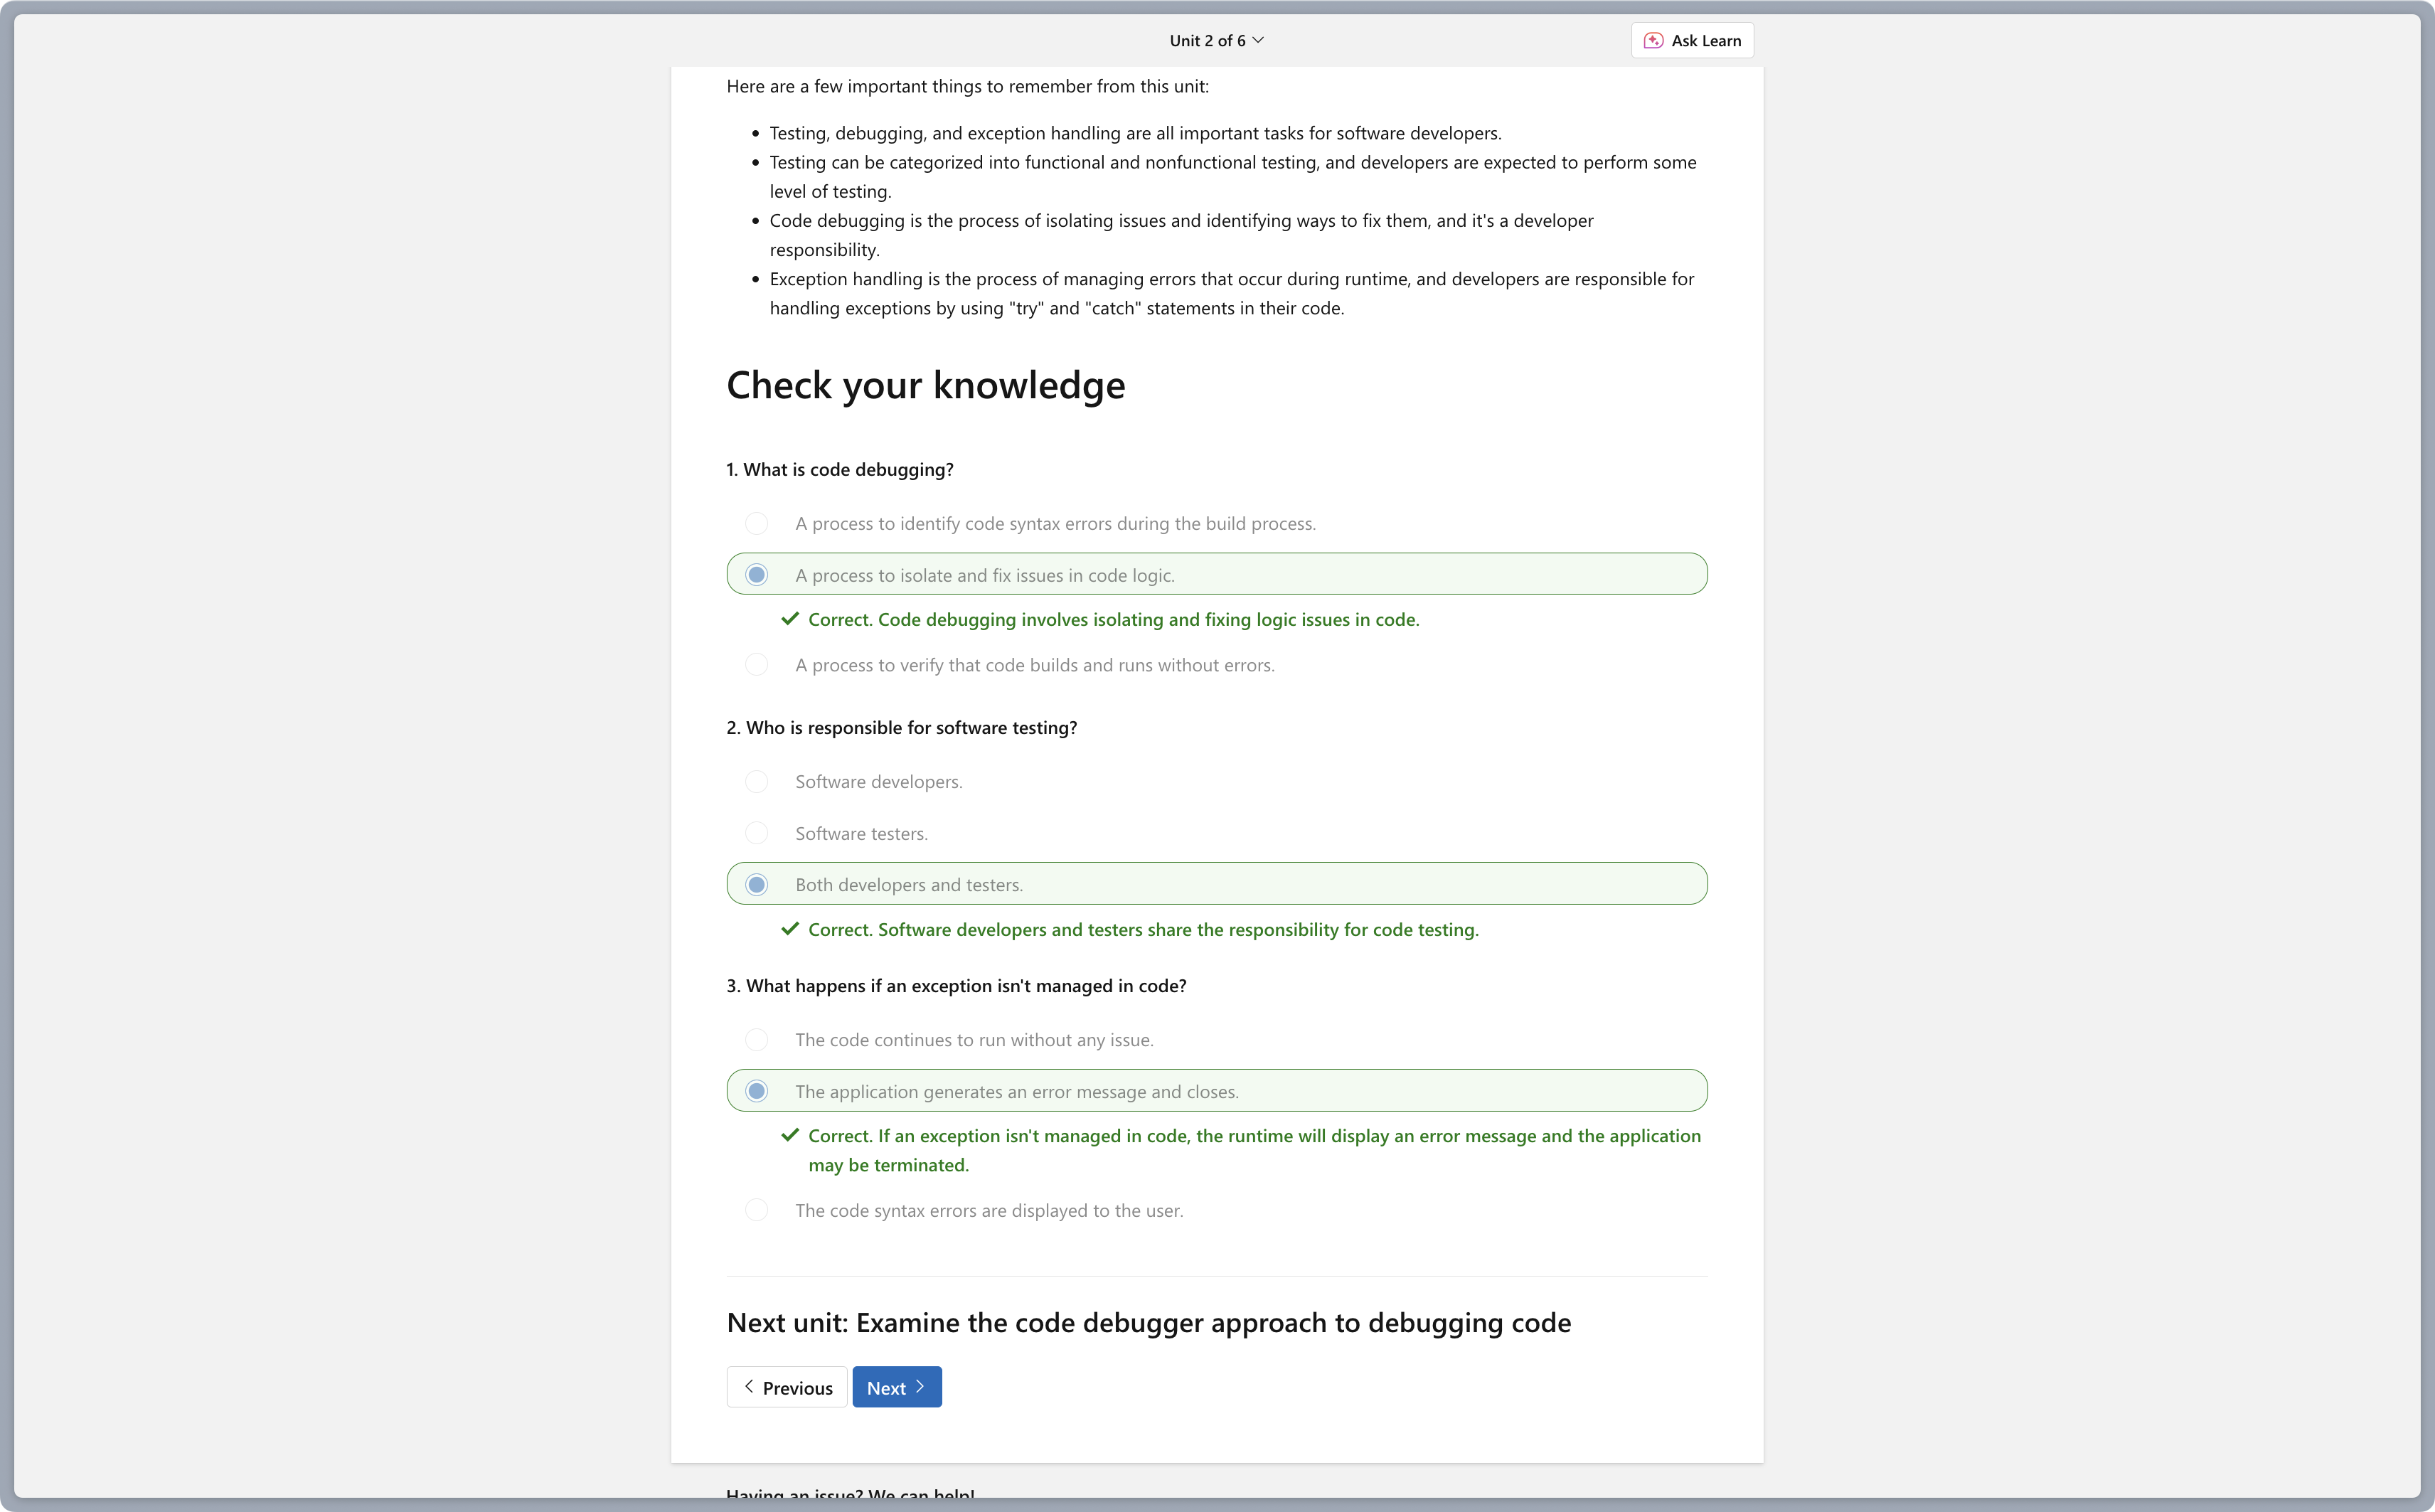 Unit 2 of 6
Ask Learn
Here are a few important things to remember from this unit:
Testing, debugging, and exception handling are all important tasks for software developers.
Testing can be categorized into functional and nonfunctional testing, and developers are expected to perform some
level of testing.
Code debugging is the process of isolating issues and identifying ways to fix them, and it's a developer
responsibility.
Exception handling is the process of managing errors that occur during runtime, and developers are responsible for
handling exceptions by using "try" and "catch" statements in their code.
Check your knowledge
1. What is code debugging?
A process to identify code syntax errors during the build process.
A process to isolate and fix issues in code logic.
Correct. Code debugging involves isolating and fixing logic issues in code.
A process to verify that code builds and runs without errors.
2. Who is responsible for software testing?
Software developers.
Software testers.
Both developers and testers.
Correct. Software developers and testers share the responsibility for code testing.
3. What happens if an exception isn't managed in code?
The code continues to run without any issue.
The application generates an error message and closes.
Correct. If an exception isn't managed in code, the runtime will display an error message and the application
may be terminated.
The code syntax errors are displayed to the user.
Next unit: Examine the code debugger approach to debugging code
Previous
Next
Having an issue? We can help!